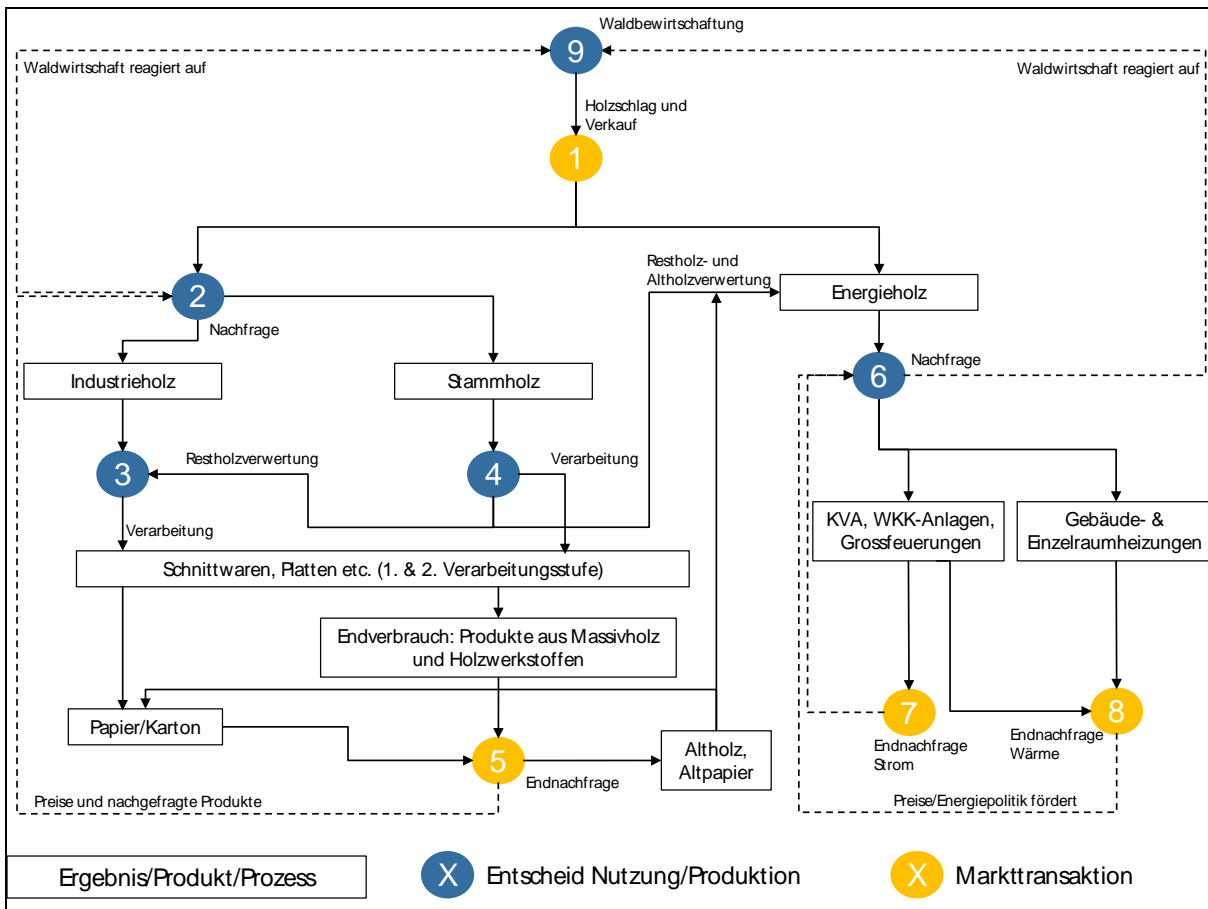 Waldbewirtschaftung
9
Waldwirtschaft reagiert auf
Waldwirtschaft reagiert auf
Holzschlag und
Verkauf
1
Restholz- und
Altholzverwertung
2
Energieholz
Nachfrage
Industrieholz
Stammholz
6
Nachfrage
3
Restholzverwertung
4
Verarbeitung
Verarbeitung
KVA, WKK-Anlagen,
Grossfeuerungen
Gebäude- &
Einzelraumheizungen
Schnittwaren, Platten etc. (1. & 2. Verarbeitungsstufe)
Endverbrauch: Produkte aus Massivholz
und Holzwerkstoffen
Papier/Karton
5
Endnachfrage
Altholz,
Altpapier
7
Endnachfrage
Strom
8
Endnachfrage
Wärme
Preise und nachgefragte Produkte
Preise/Energiepolitik fördert
Ergebnis/Produkt/Prozess
X
Entscheid Nutzung/Produktion
X
Markttransaktion